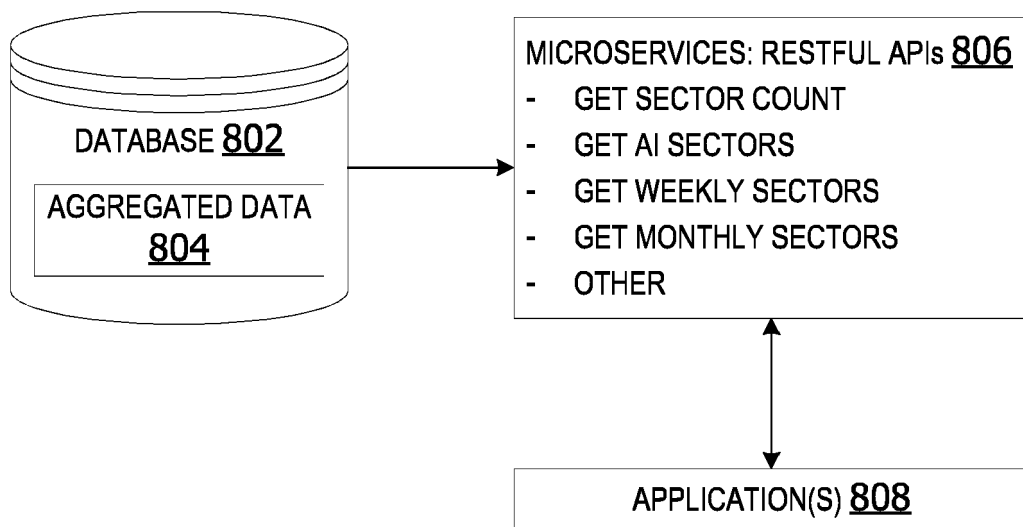 DATABASE 802
AGGREGATED DATA
804
MICROSERVICES: RESTFUL APIs 806
- GET SECTOR COUNT
- GET AI SECTORS
- GET WEEKLY SECTORS
- GET MONTHLY SECTORS
- OTHER
APPLICATION(S) 808